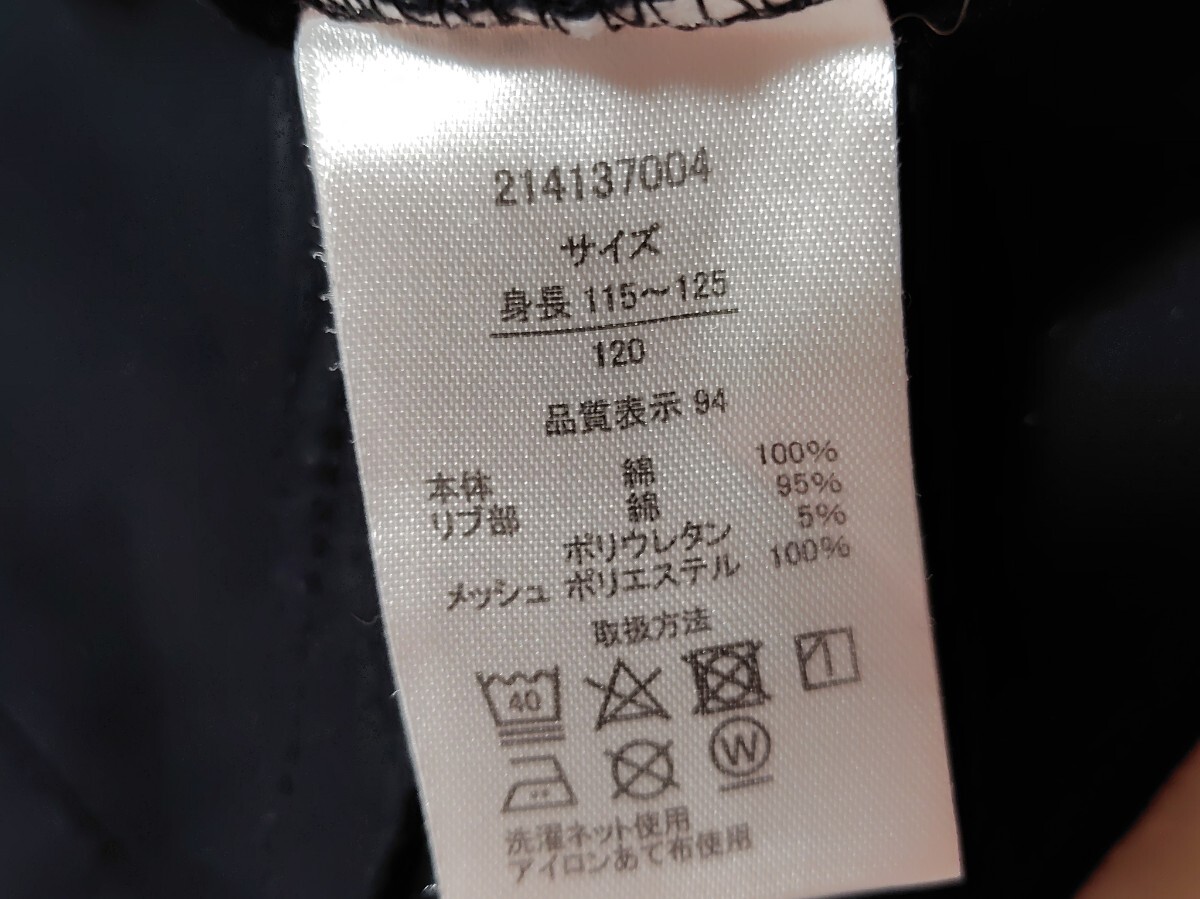 214137004
サイズ
身長 115～125
120
品質表示 94
本体 綿 100%
リブ部 綿 95%
ポリウレタン 5%
メッシュ ポリエステル 100%
取扱方法
40
W
洗濯ネット使用
アイロンあて布使用